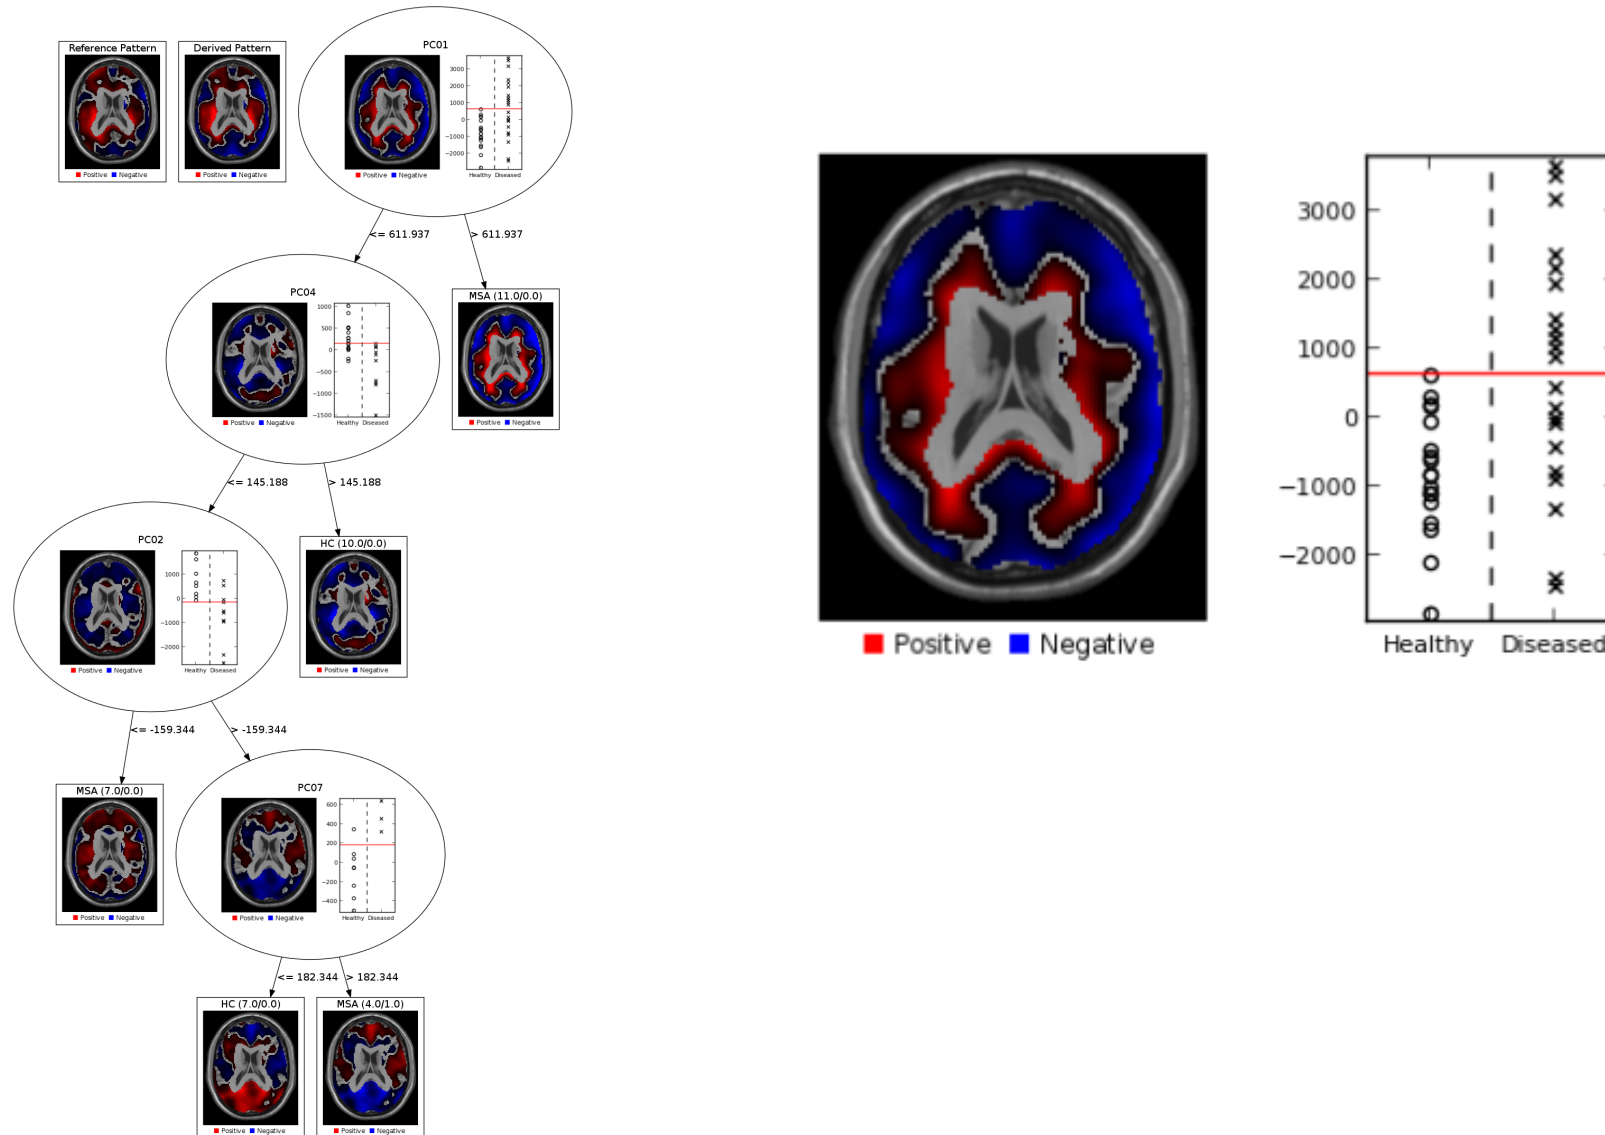 Reference Pattern
Positive Negative
Derived Pattern
Positive Negative
PC01
3000
2000
1000
0
−1000
−2000
Healthy Diseased
Positive Negative
<= 611.937
> 611.937
PC04
1000
500
0
−500
−1000
−1500
Healthy Diseased
Positive Negative
MSA (11.0/0.0)
Positive Negative
<= 145.188
> 145.188
PC02
1000
0
−1000
−2000
Healthy Diseased
Positive Negative
HC (10.0/0.0)
Positive Negative
<= -159.344
> -159.344
MSA (7.0/0.0)
Positive Negative
PC07
600
400
200
0
−200
−400
Healthy Diseased
Positive Negative
<= 182.344
> 182.344
HC (7.0/0.0)
Positive Negative
MSA (4.0/1.0)
Positive Negative
Positive Negative
3000
2000
1000
0
−1000
−2000
Healthy Diseased